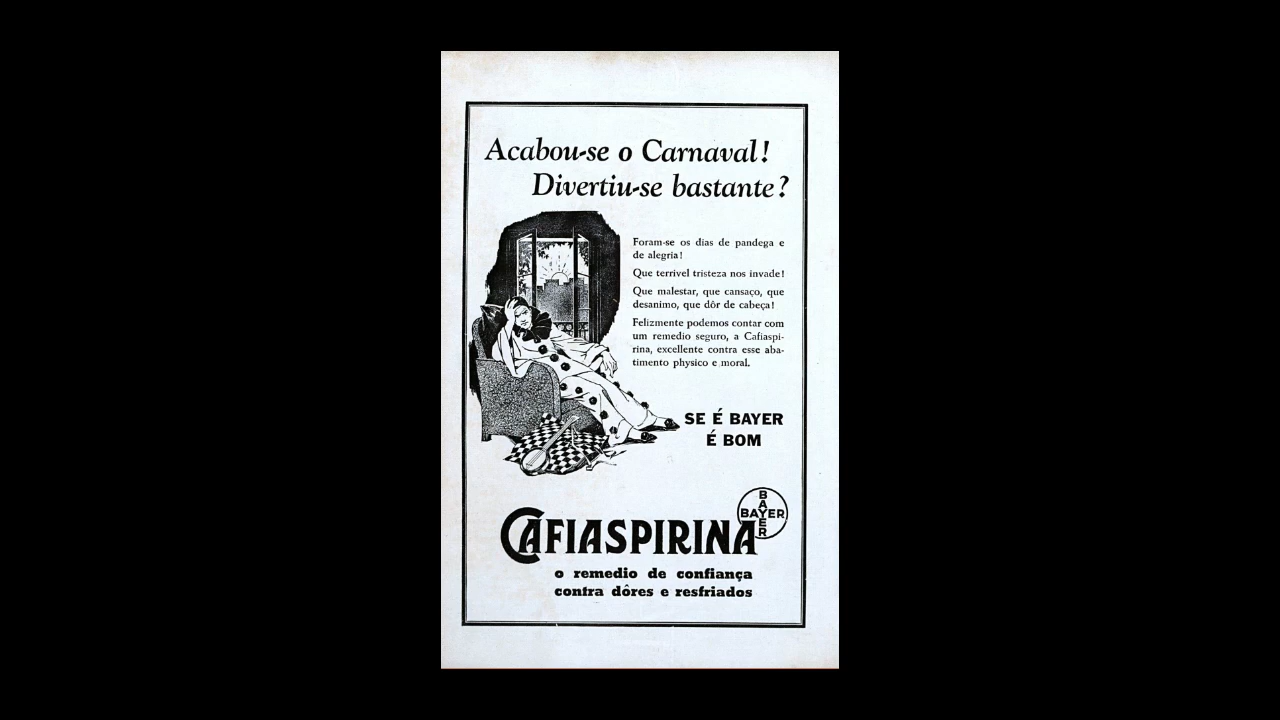 Acabou-se o Carnaval!
Divertiu-se bastante?
Foram-se os dias de pandega e
de alegria!
Que terrivel tristeza nos invade!
Que malestar, que cansaço, que
desanimo, que dôr de cabeça!
Felizmente podemos contar com
um remedio seguro, a Cafiaspi-
rina, excellente contra esse aba-
timento physico e moral.
SE É BAYER
É BOM
BAYER
BAYER
CAFIASPIRINA
o remedio de confiança
contra dôres e resfriados